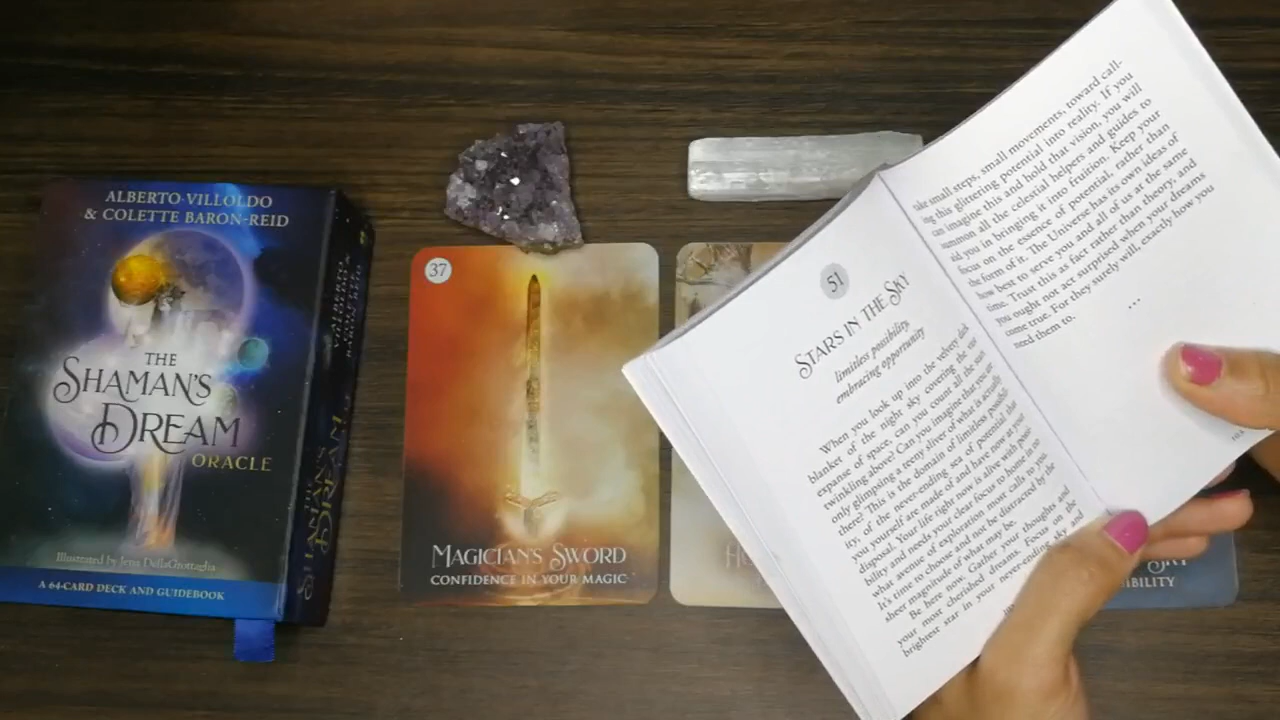 ALBERTO VILLOLDO
& COLETTE BARON-REID
THE
SHAMAN'S
DREAM
ORACLE
Illustrated by Jena DellaGrottaglia
A 64-CARD DECK AND GUIDEBOOK
ALBERTO
VILLOLDO
&
COLETTE
BARON-REID
THE
SHAMAN'S
DREAM
ORACLE
37
MAGICIAN'S SWORD
CONFIDENCE IN YOUR MAGIC
51
STARS IN THE SKY
limitless possibility,
embracing opportunity
When you look up into the velvety dark
blanket of the night sky covering the vast
expanse of space, can you count all the suns
twinkling above? Can you imagine that you are
only glimpsing a teeny sliver of what is actually
there? This is the domain of limitless possibil-
ity, of the never-ending sea of potential that
you yourself are made of and have now at your
disposal. Your life right now is alive with possi-
bility and needs your clear focus to home in on
what avenue of exploration most calls to you.
It's time to choose and not be distracted by the
sheer magnitude of what may be.
Be here now. Gather your thoughts and
your most cherished dreams. Focus on the
brightest star in your never-ending sky and
take small steps, small movements, toward call-
ing this glittering potential into reality. If you
can imagine this and hold that vision, you will
summon all the celestial helpers and guides to
aid you in bringing it into fruition. Keep your
focus on the essence of potential, rather than
the form of it. The Universe has its own ideas of
how best to serve you and all of us at the same
time. Trust this as fact rather than theory, and
you ought not act surprised when your dreams
come true. For they surely will, exactly how you
need them to.
...
SKY